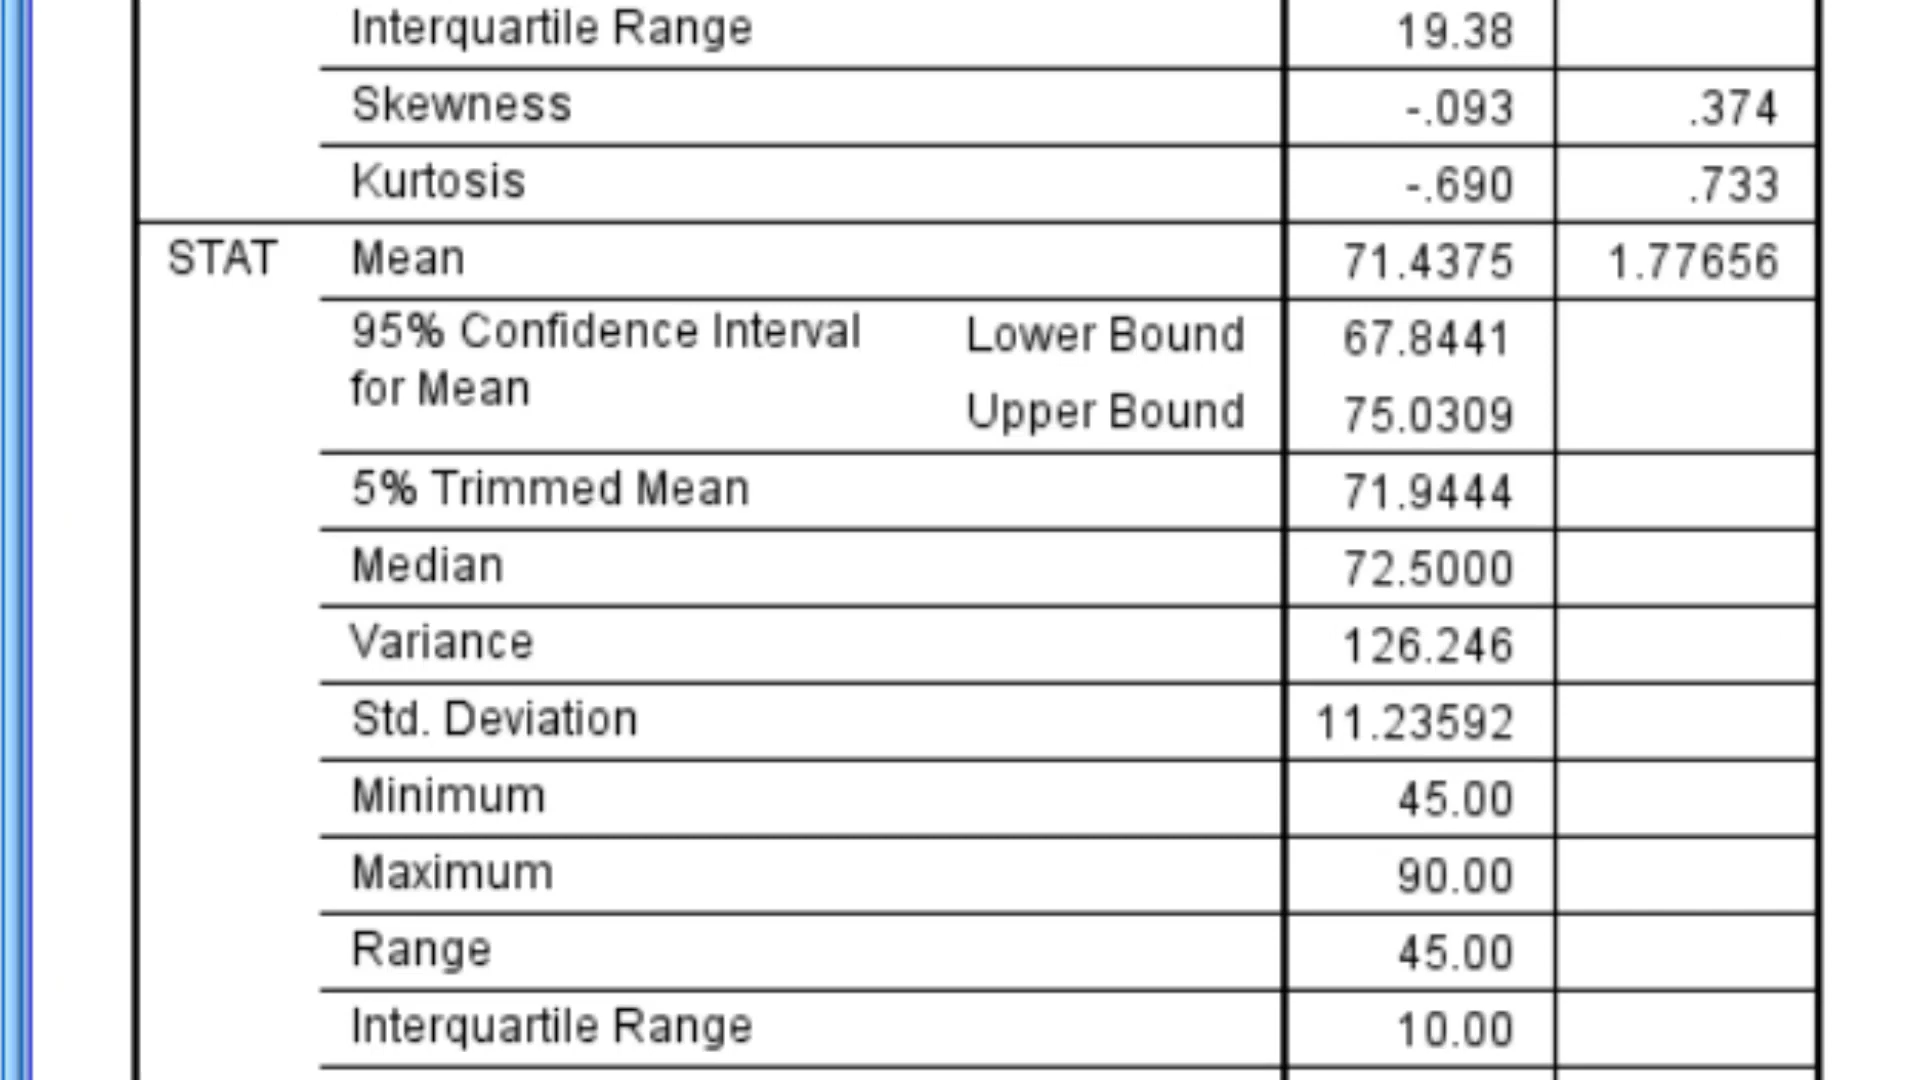 Interquartile Range 19.38
Skewness -.093 .374
Kurtosis -.690 .733
STAT Mean 71.4375 1.77656
95% Confidence Interval Lower Bound 67.8441
for Mean Upper Bound 75.0309
5% Trimmed Mean 71.9444
Median 72.5000
Variance 126.246
Std. Deviation 11.23592
Minimum 45.00
Maximum 90.00
Range 45.00
Interquartile Range 10.00